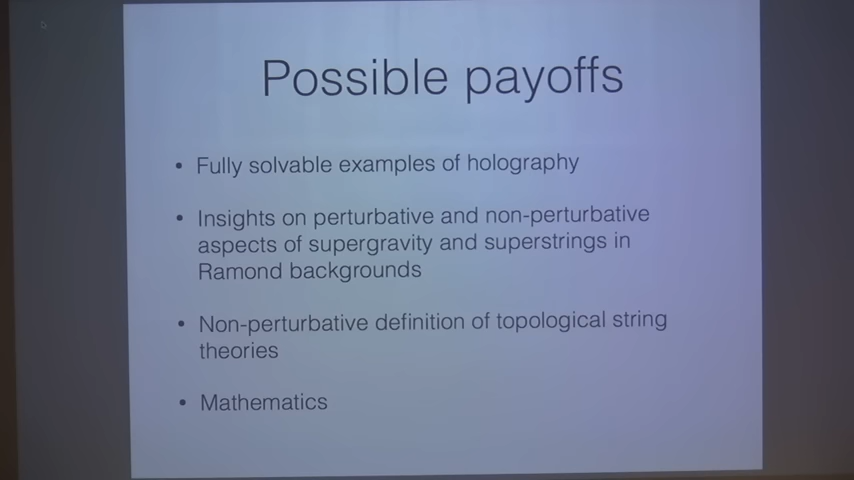 Possible payoffs
• Fully solvable examples of holography
• Insights on perturbative and non-perturbative
aspects of supergravity and superstrings in
Ramond backgrounds
• Non-perturbative definition of topological string
theories
• Mathematics